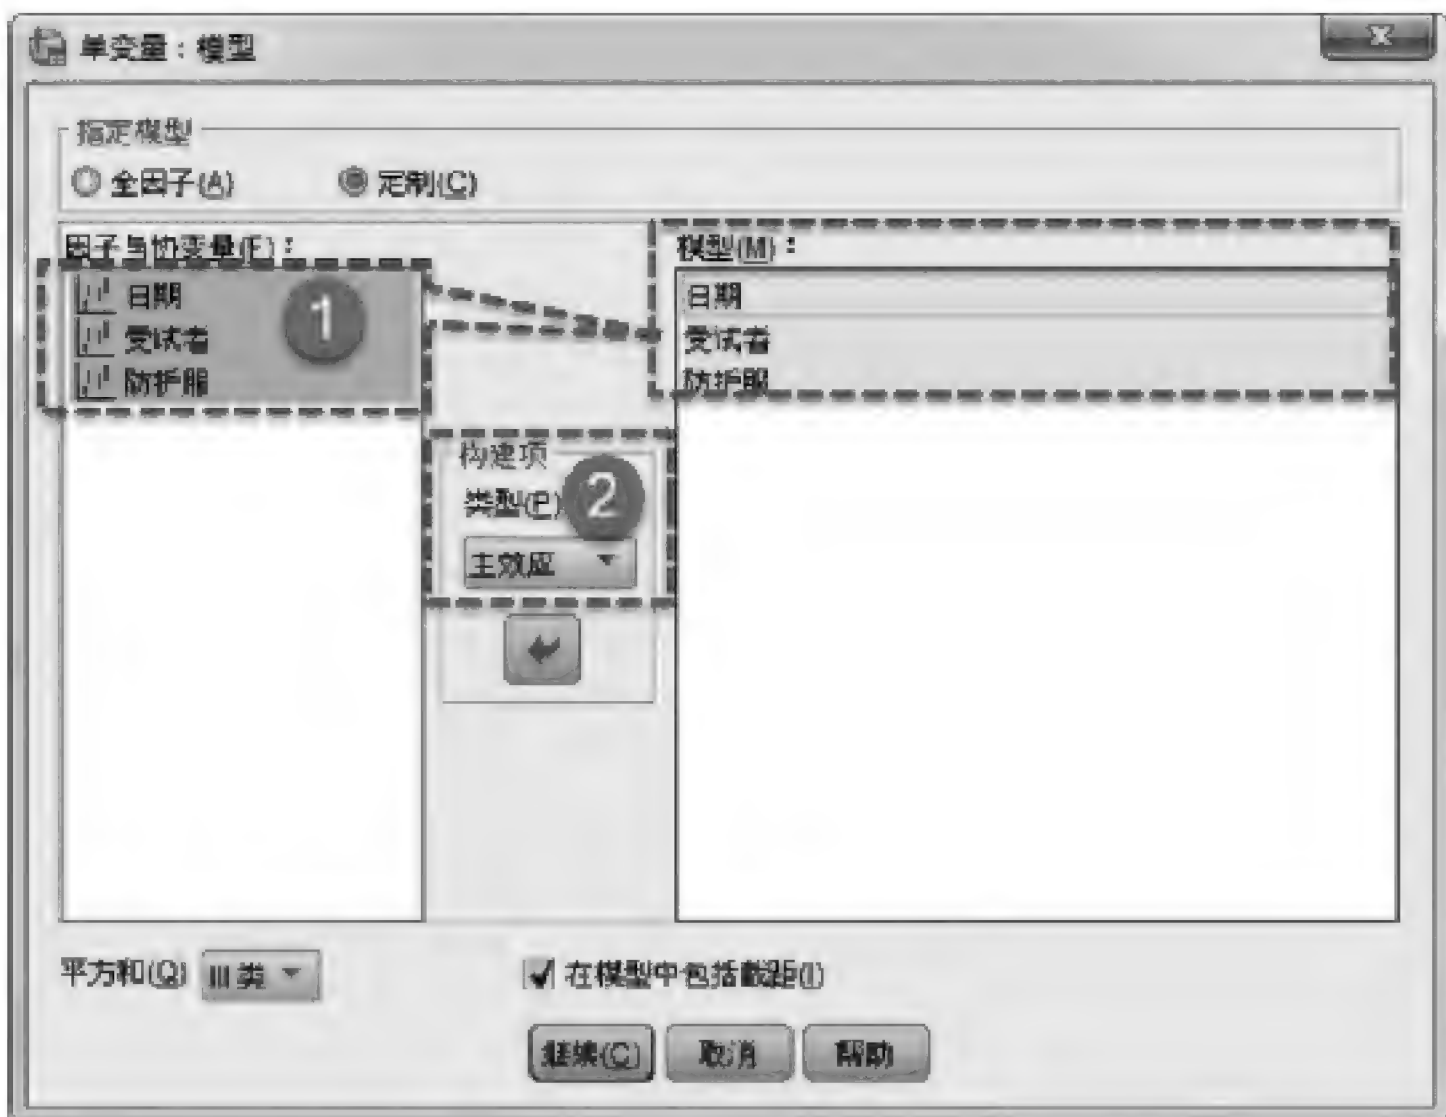 单变量：模型
指定模型
全因子(A)
定制(C)
因子与协变量(F)：
日期
受试者
防护服
1
构建项
类型(P)
2
主效应
模型(M)：
日期
受试者
防护服
平方和(Q) III 类
在模型中包括截距(I)
继续(C) 取消 帮助